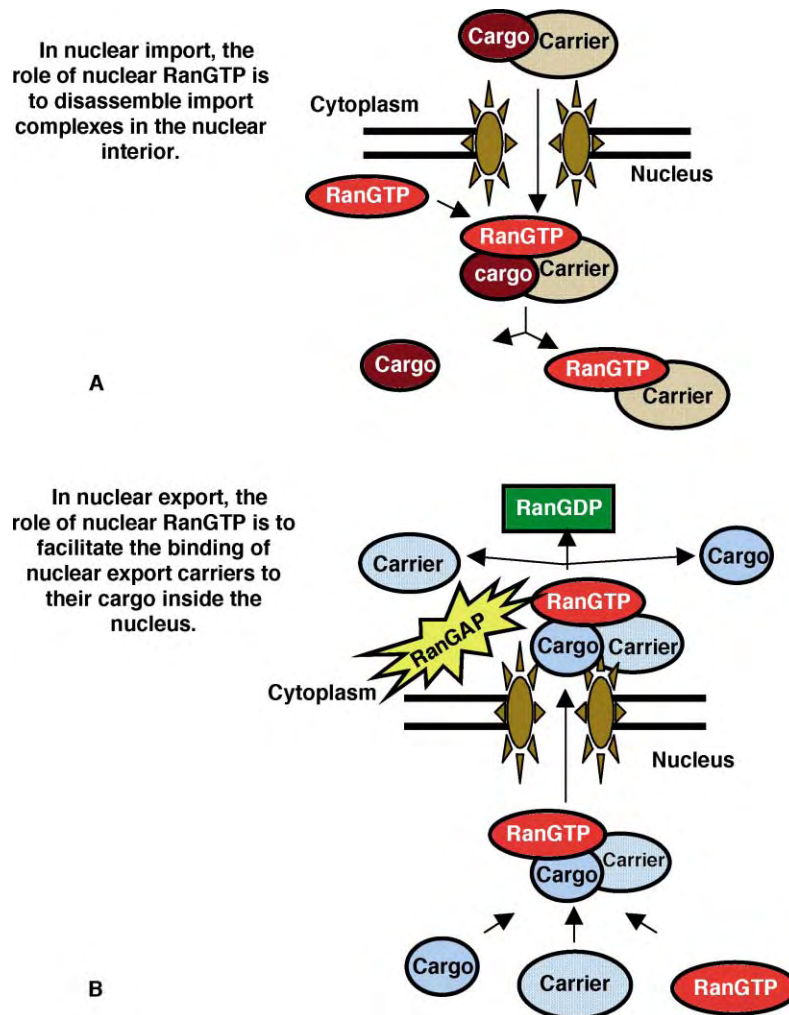 In nuclear import, the
role of nuclear RanGTP is
to disassemble import
complexes in the nuclear
interior.
Cargo
Carrier
Cytoplasm
Nucleus
RanGTP
RanGTP
cargo
Carrier
Cargo
RanGTP
Carrier
A
In nuclear export, the
role of nuclear RanGTP is to
facilitate the binding of
nuclear export carriers to
their cargo inside the
nucleus.
RanGDP
Carrier
Cargo
RanGTP
RanGAP
Cargo
Carrier
Cytoplasm
Nucleus
RanGTP
Carrier
Cargo
Cargo
Carrier
RanGTP
B